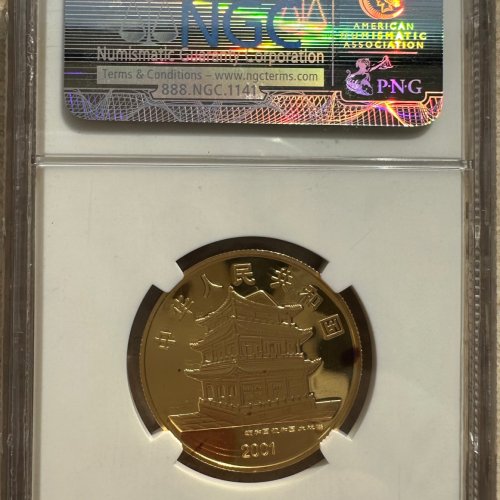 NGC
Numismatic Guaranty Corporation
Terms & Conditions – www.ngcterms.com
888.NGC.1141
AMERICAN
NUMISMATIC
ASSOCIATION
PNG
中华人民共和国
2001